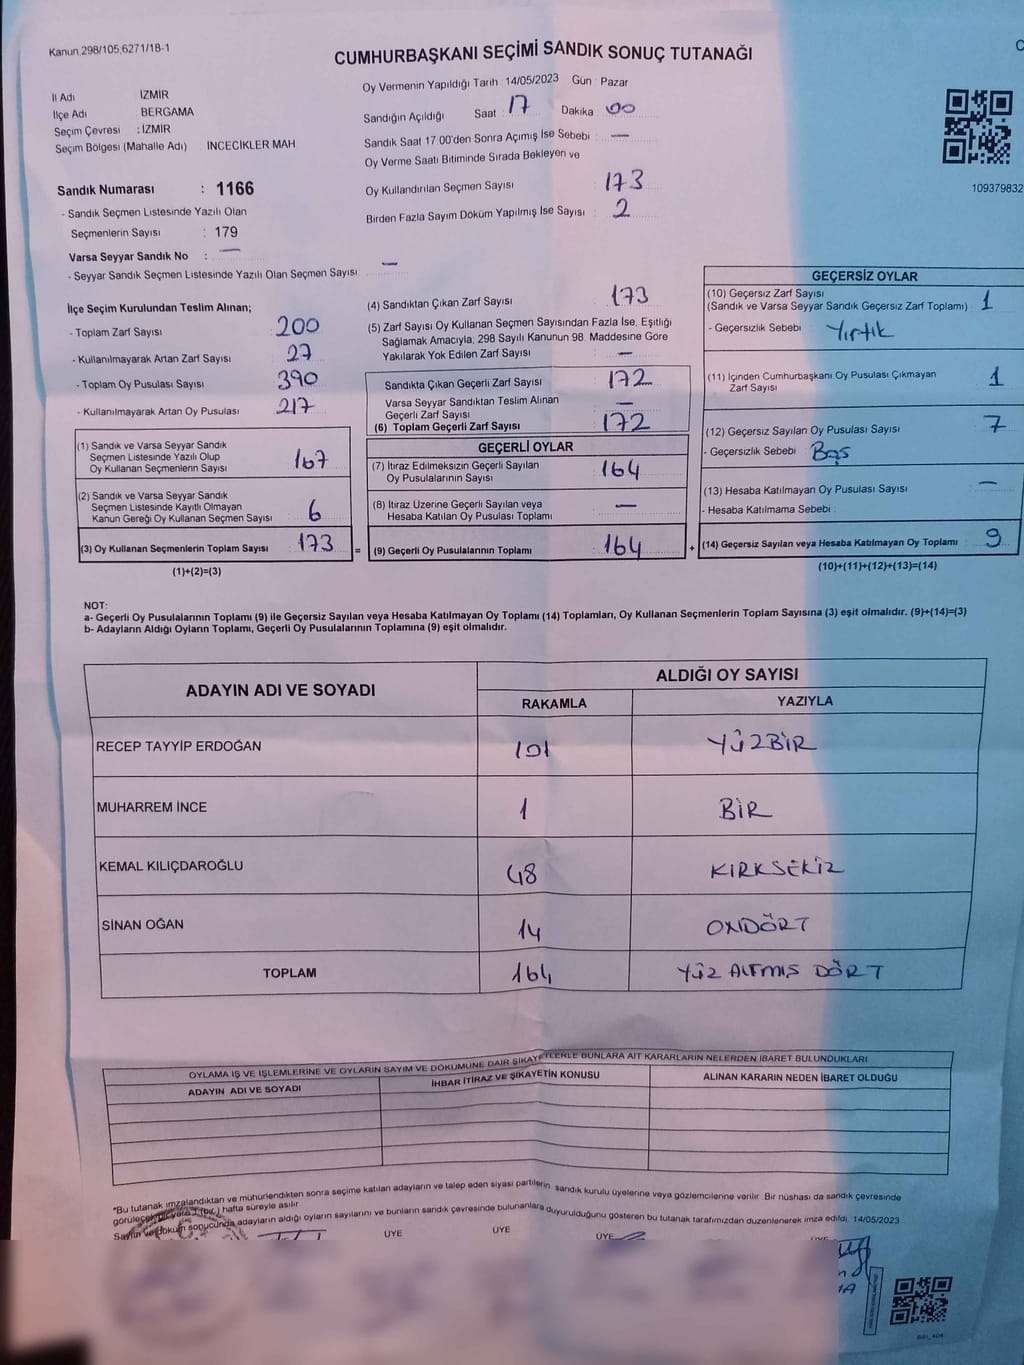 Kanun 298/105,6271/18-1
CUMHURBAŞKANI SEÇİMİ SANDIK SONUÇ TUTANAĞI
İl Adı İZMİR
İlçe Adı BERGAMA
Seçim Çevresi : İZMİR
Seçim Bölgesi (Mahalle Adı) İNCECİKLER MAH
Sandık Numarası : 1166
- Sandık Seçmen Listesinde Yazılı Olan
Seçmenlerin Sayısı : 179
Varsa Seyyar Sandık No : —
- Seyyar Sandık Seçmen Listesinde Yazılı Olan Seçmen Sayısı —
Oy Vermenin Yapıldığı Tarih 14/05/2023 Gün Pazar
Sandığın Açıldığı Saat 17 Dakika 00
Sandık Saat 17:00'den Sonra Açımış İse Sebebi —
Oy Verme Saati Bitiminde Sırada Bekleyen ve
Oy Kullandırılan Seçmen Sayısı 173
Birden Fazla Sayım Döküm Yapılmış İse Sayısı : 2
109379832
İlçe Seçim Kurulundan Teslim Alınan;
- Toplam Zarf Sayısı 200
- Kullanılmayarak Artan Zarf Sayısı 27
- Toplam Oy Pusulası Sayısı 390
- Kullanılmayarak Artan Oy Pusulası 217
(1) Sandık ve Varsa Seyyar Sandık
Seçmen Listesinde Yazılı Olup
Oy Kullanan Seçmenlerin Sayısı 167
(2) Sandık ve Varsa Seyyar Sandık
Seçmen Listesinde Kayıtlı Olmayan
Kanun Gereği Oy Kullanan Seçmen Sayısı 6
(3) Oy Kullanan Seçmenlerin Toplam Sayısı 173
(1)+(2)=(3)
=
(4) Sandıktan Çıkan Zarf Sayısı 173
(5) Zarf Sayısı Oy Kullanan Seçmen Sayısından Fazla İse, Eşitliği
Sağlamak Amacıyla; 298 Sayılı Kanunun 98. Maddesine Göre
Yakılarak Yok Edilen Zarf Sayısı —
Sandıkta Çıkan Geçerli Zarf Sayısı 172
Varsa Seyyar Sandıktan Teslim Alınan
Geçerli Zarf Sayısı —
(6) Toplam Geçerli Zarf Sayısı 172
GEÇERLİ OYLAR
(7) İtiraz Edilmeksizin Geçerli Sayılan
Oy Pusulalarının Sayısı 164
(8) İtiraz Üzerine Geçerli Sayılan veya
Hesaba Katılan Oy Pusulası Toplamı —
(9) Geçerli Oy Pusulalarının Toplamı 164
+
GEÇERSİZ OYLAR
(10) Geçersiz Zarf Sayısı
(Sandık ve Varsa Seyyar Sandık Geçersiz Zarf Toplamı) : 1
- Geçersizlik Sebebi Yırtık
(11) İçinden Cumhurbaşkanı Oy Pusulası Çıkmayan
Zarf Sayısı 1
(12) Geçersiz Sayılan Oy Pusulası Sayısı 7
- Geçersizlik Sebebi Boş
(13) Hesaba Katılmayan Oy Pusulası Sayısı —
- Hesaba Katılmama Sebebi :
(14) Geçersiz Sayılan veya Hesaba Katılmayan Oy Toplamı 9
(10)+(11)+(12)+(13)=(14)
NOT:
a- Geçerli Oy Pusulalarının Toplamı (9) ile Geçersiz Sayılan veya Hesaba Katılmayan Oy Toplamı (14) Toplamları, Oy Kullanan Seçmenlerin Toplam Sayısına (3) eşit olmalıdır. (9)+(14)=(3)
b- Adayların Aldığı Oyların Toplamı, Geçerli Oy Pusulalarının Toplamına (9) eşit olmalıdır.
ADAYIN ADI VE SOYADI ALDIĞI OY SAYISI
RAKAMLA YAZIYLA
RECEP TAYYİP ERDOĞAN 101 YÜZBİR
MUHARREM İNCE 1 BİR
KEMAL KILIÇDAROĞLU 48 KIRKSEKİZ
SİNAN OĞAN 14 ONDÖRT
TOPLAM 164 YÜZ ALTMIŞ DÖRT
OYLAMA İŞ VE İŞLEMLERİNE VE OYLARIN SAYIM VE DÖKÜMÜNE DAİR ŞİKAYETLERLE BUNLARA AİT KARARLARIN NELERDEN İBARET BULUNDUKLARI
ADAYIN ADI VE SOYADI İHBAR İTİRAZ VE ŞİKAYETİN KONUSU ALINAN KARARIN NEDEN İBARET OLDUĞU
*Bu tutanak imzalandıktan ve mühürlendikten sonra seçime katılan adayların ve talep eden siyasi partilerin sandık kurulu üyelerine veya gözlemcilerine verilir. Bir nüshası da sandık çevresinde
görülecek bir yere 1 (bir) hafta süreyle asılır.
Sayım ve döküm sonucunda adayların aldığı oyların sayılarını ve bunların sandık çevresinde bulunanlara duyurulduğunu gösteren bu tutanak tarafımızdan düzenlenerek imza edildi. 14/05/2023
ÜYE ÜYE ÜYE ÜYE